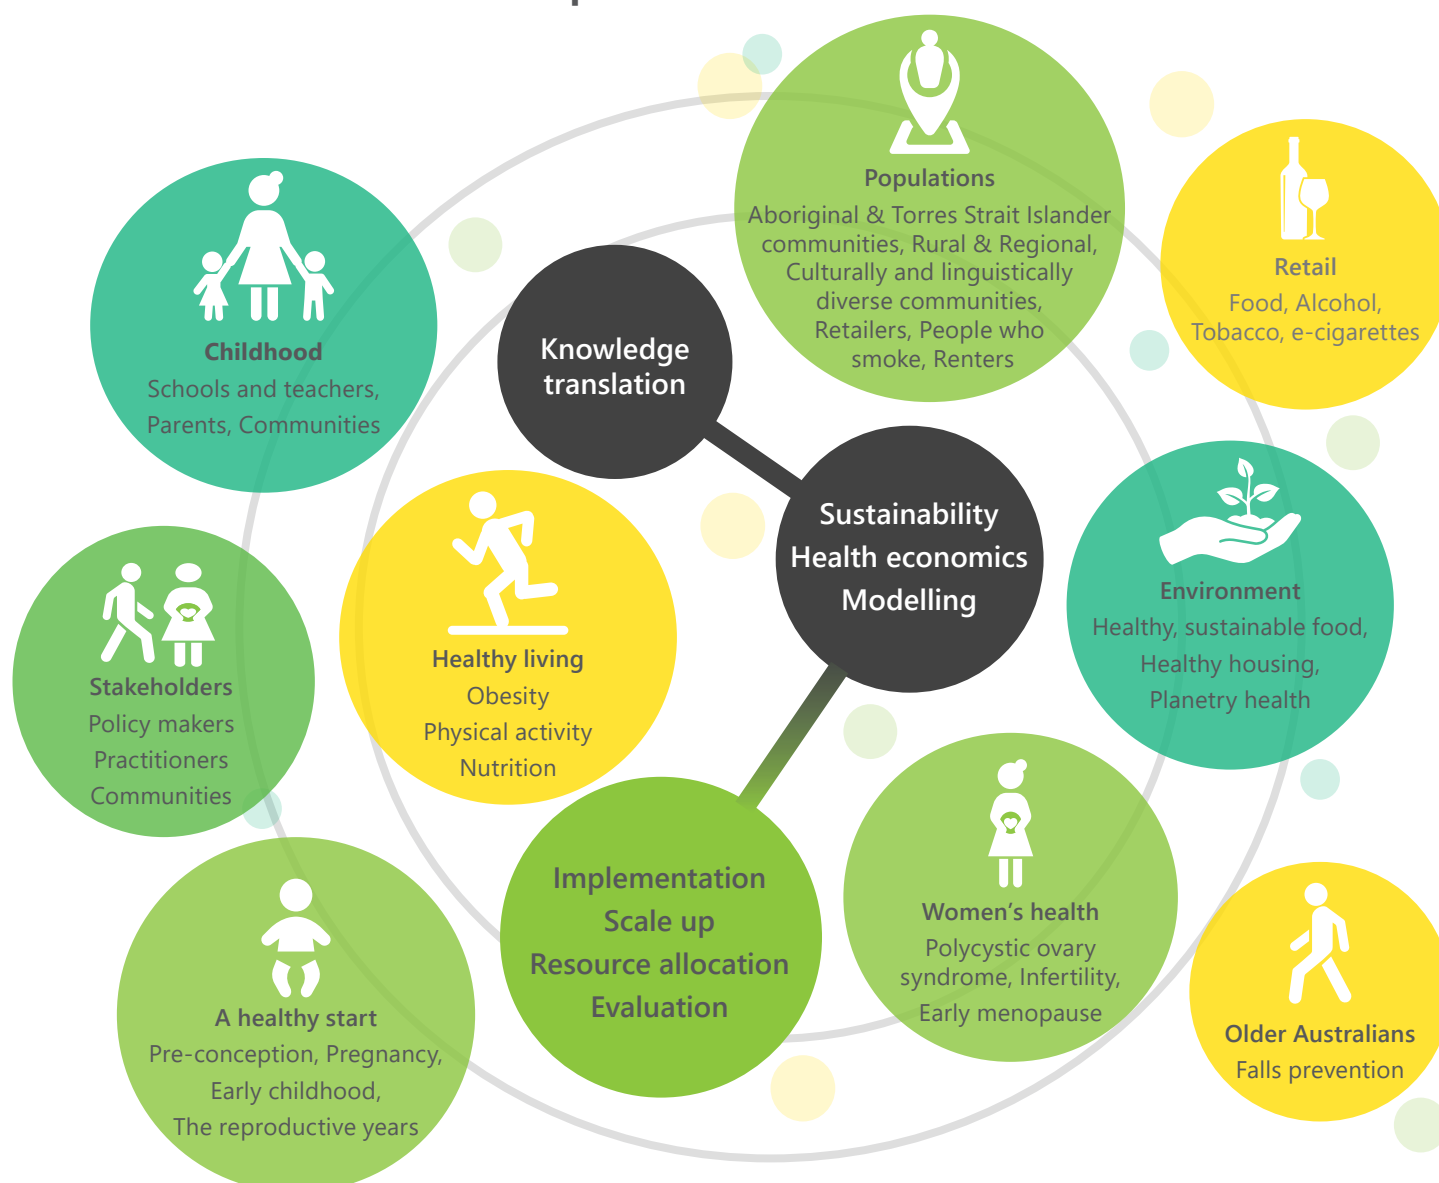 Populations
Aboriginal & Torres Strait Islander
communities, Rural & Regional,
Culturally and linguistically
diverse communities,
Retailers, People who
smoke, Renters
Retail
Food, Alcohol,
Tobacco, e-cigarettes
Childhood
Schools and teachers,
Parents, Communities
Knowledge
translation
Sustainability
Health economics
Modelling
Environment
Healthy, sustainable food,
Healthy housing,
Planetry health
Stakeholders
Policy makers
Practitioners
Communities
Healthy living
Obesity
Physical activity
Nutrition
Implementation
Scale up
Resource allocation
Evaluation
Women’s health
Polycystic ovary
syndrome, Infertility,
Early menopause
A healthy start
Pre-conception, Pregnancy,
Early childhood,
The reproductive years
Older Australians
Falls prevention